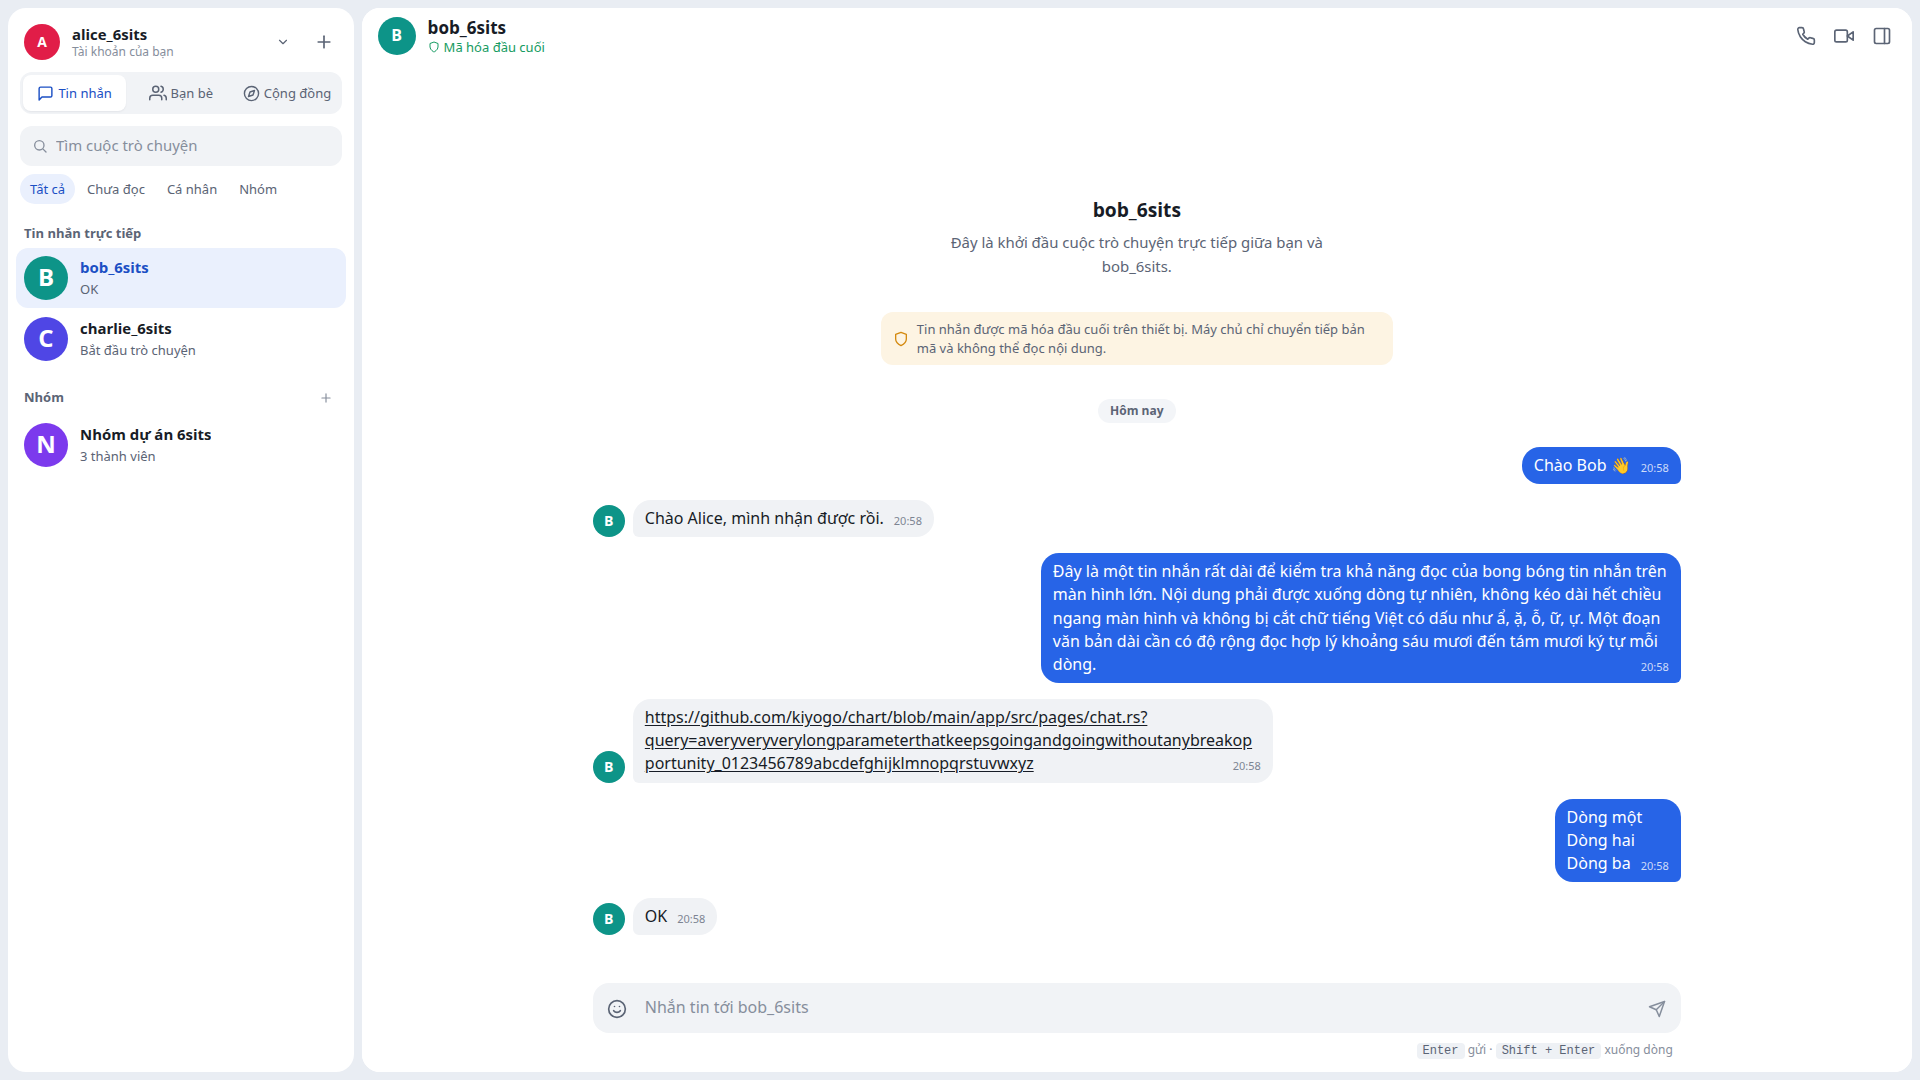 A
alice_6sits
Tài khoản của bạn
Tin nhắn
Bạn bè
Cộng đồng
Tìm cuộc trò chuyện
Tất cả
Chưa đọc
Cá nhân
Nhóm
Tin nhắn trực tiếp
B
bob_6sits
OK
C
charlie_6sits
Bắt đầu trò chuyện
Nhóm
N
Nhóm dự án 6sits
3 thành viên
B
bob_6sits
Mã hóa đầu cuối
bob_6sits
Đây là khởi đầu cuộc trò chuyện trực tiếp giữa bạn và
bob_6sits.
Tin nhắn được mã hóa đầu cuối trên thiết bị. Máy chủ chỉ chuyển tiếp bản
mã và không thể đọc nội dung.
Hôm nay
Chào Bob 👋 20:58
B
Chào Alice, mình nhận được rồi. 20:58
Đây là một tin nhắn rất dài để kiểm tra khả năng đọc của bong bóng tin nhắn trên
màn hình lớn. Nội dung phải được xuống dòng tự nhiên, không kéo dài hết chiều
ngang màn hình và không bị cắt chữ tiếng Việt có dấu như ẩ, ặ, ỗ, ữ, ự. Một đoạn
văn bản dài cần có độ rộng đọc hợp lý khoảng sáu mươi đến tám mươi ký tự mỗi
dòng. 20:58
https://github.com/kiyogo/chart/blob/main/app/src/pages/chat.rs?
query=averyveryverylongparameterthatkeepsgoingandgoingwithoutanybreakop
B
portunity_0123456789abcdefghijklmnopqrstuvwxyz 20:58
Dòng một
Dòng hai
Dòng ba 20:58
B
OK 20:58
Nhắn tin tới bob_6sits
Enter gửi · Shift + Enter xuống dòng